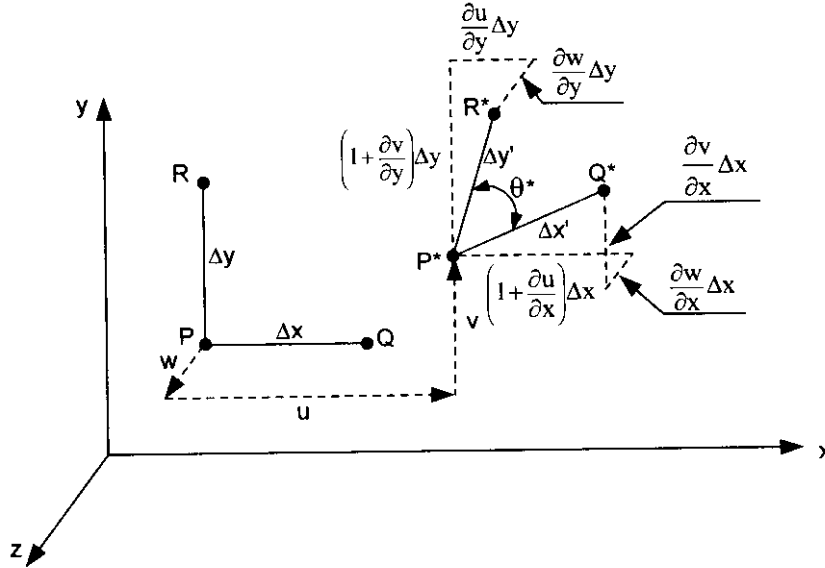 ∂u/∂y Δy
∂w/∂y Δy
y
R*
(1 + ∂v/∂y) Δy
Δy'
∂v/∂x Δx
R
θ*
Q*
Δy
Δx'
P*
∂w/∂x Δx
v
(1 + ∂u/∂x) Δx
P
Δx
Q
w
u
x
z